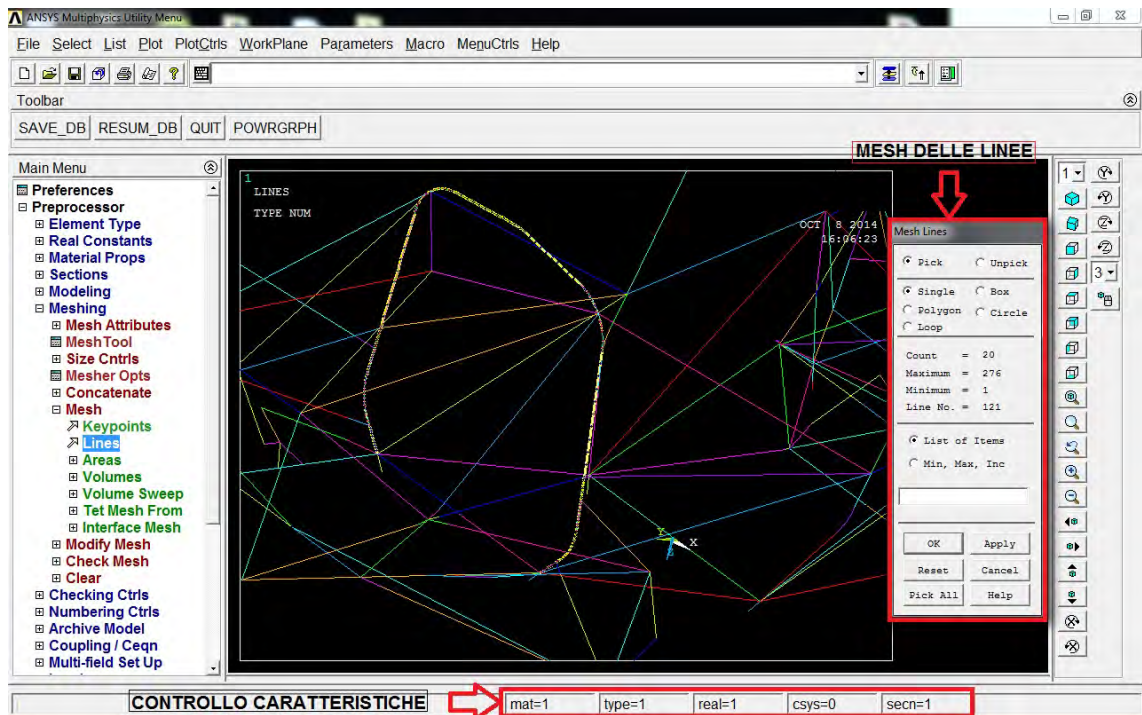 ANSYS Multiphysics Utility Menu
File Select List Plot PlotCtrls WorkPlane Parameters Macro MenuCtrls Help
Toolbar
SAVE_DB RESUM_DB QUIT POWRGRPH
MESH DELLE LINEE
Main Menu
Preferences
Preprocessor
Element Type
Real Constants
Material Props
Sections
Modeling
Meshing
Mesh Attributes
MeshTool
Size Cntrls
Mesher Opts
Concatenate
Mesh
Keypoints
Lines
Areas
Volumes
Volume Sweep
Tet Mesh From
Interface Mesh
Modify Mesh
Check Mesh
Clear
Checking Ctrls
Numbering Ctrls
Archive Model
Coupling / Ceqn
Multi-field Set Up
1
LINES
TYPE NUM
OCT 8 2014
16:06:23
X
Mesh Lines
Pick Unpick
Single Box
Polygon Circle
Loop
Count = 20
Maximum = 276
Minimum = 1
Line No. = 121
List of Items
Min, Max, Inc
OK Apply
Reset Cancel
Pick All Help
1
3
CONTROLLO CARATTERISTICHE
mat=1 type=1 real=1 csys=0 secn=1